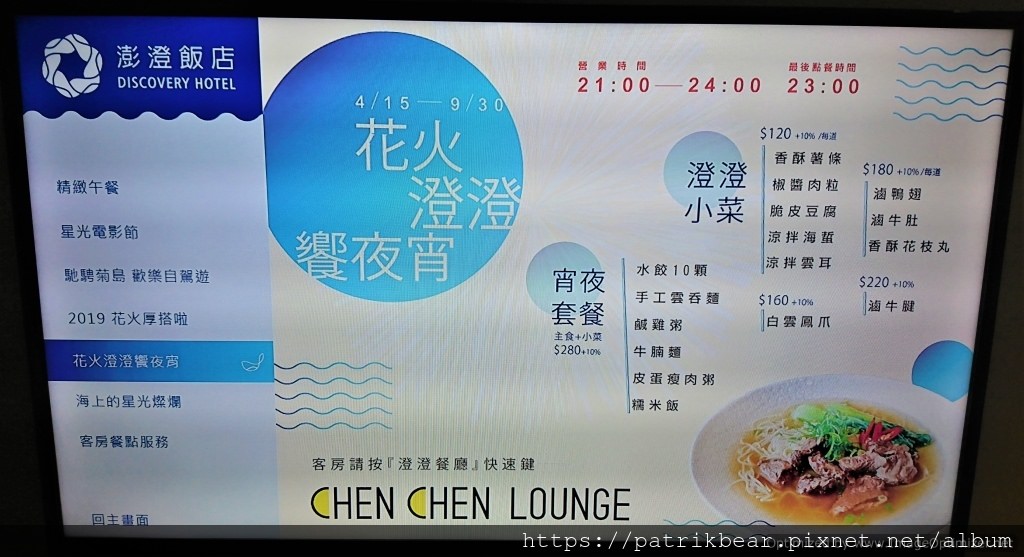 澎澄飯店
DISCOVERY HOTEL
精緻午餐
星光電影節
馳騁菊島 歡樂自駕遊
2019 花火厚搭啦
花火澄澄饗夜宵
海上的星光燦爛
客房餐點服務
回主畫面
4/15—9/30
花火
澄澄
饗夜宵
營業時間
21:00—24:00
最後點餐時間
23:00
澄澄
小菜
$120 +10% /每道
香酥薯條
椒醬肉粒
脆皮豆腐
涼拌海蜇
涼拌雲耳
$160 +10%
白雲鳳爪
$180 +10% /每道
滷鴨翅
滷牛肚
香酥花枝丸
$220 +10%
滷牛腱
宵夜
套餐
主食+小菜
$280+10%
水餃10顆
手工雲吞麵
鹹雞粥
牛腩麵
皮蛋瘦肉粥
糯米飯
客房請按『澄澄餐廳』快速鍵
CHEN CHEN LOUNGE
https://patrikbear.pixnet.net/album